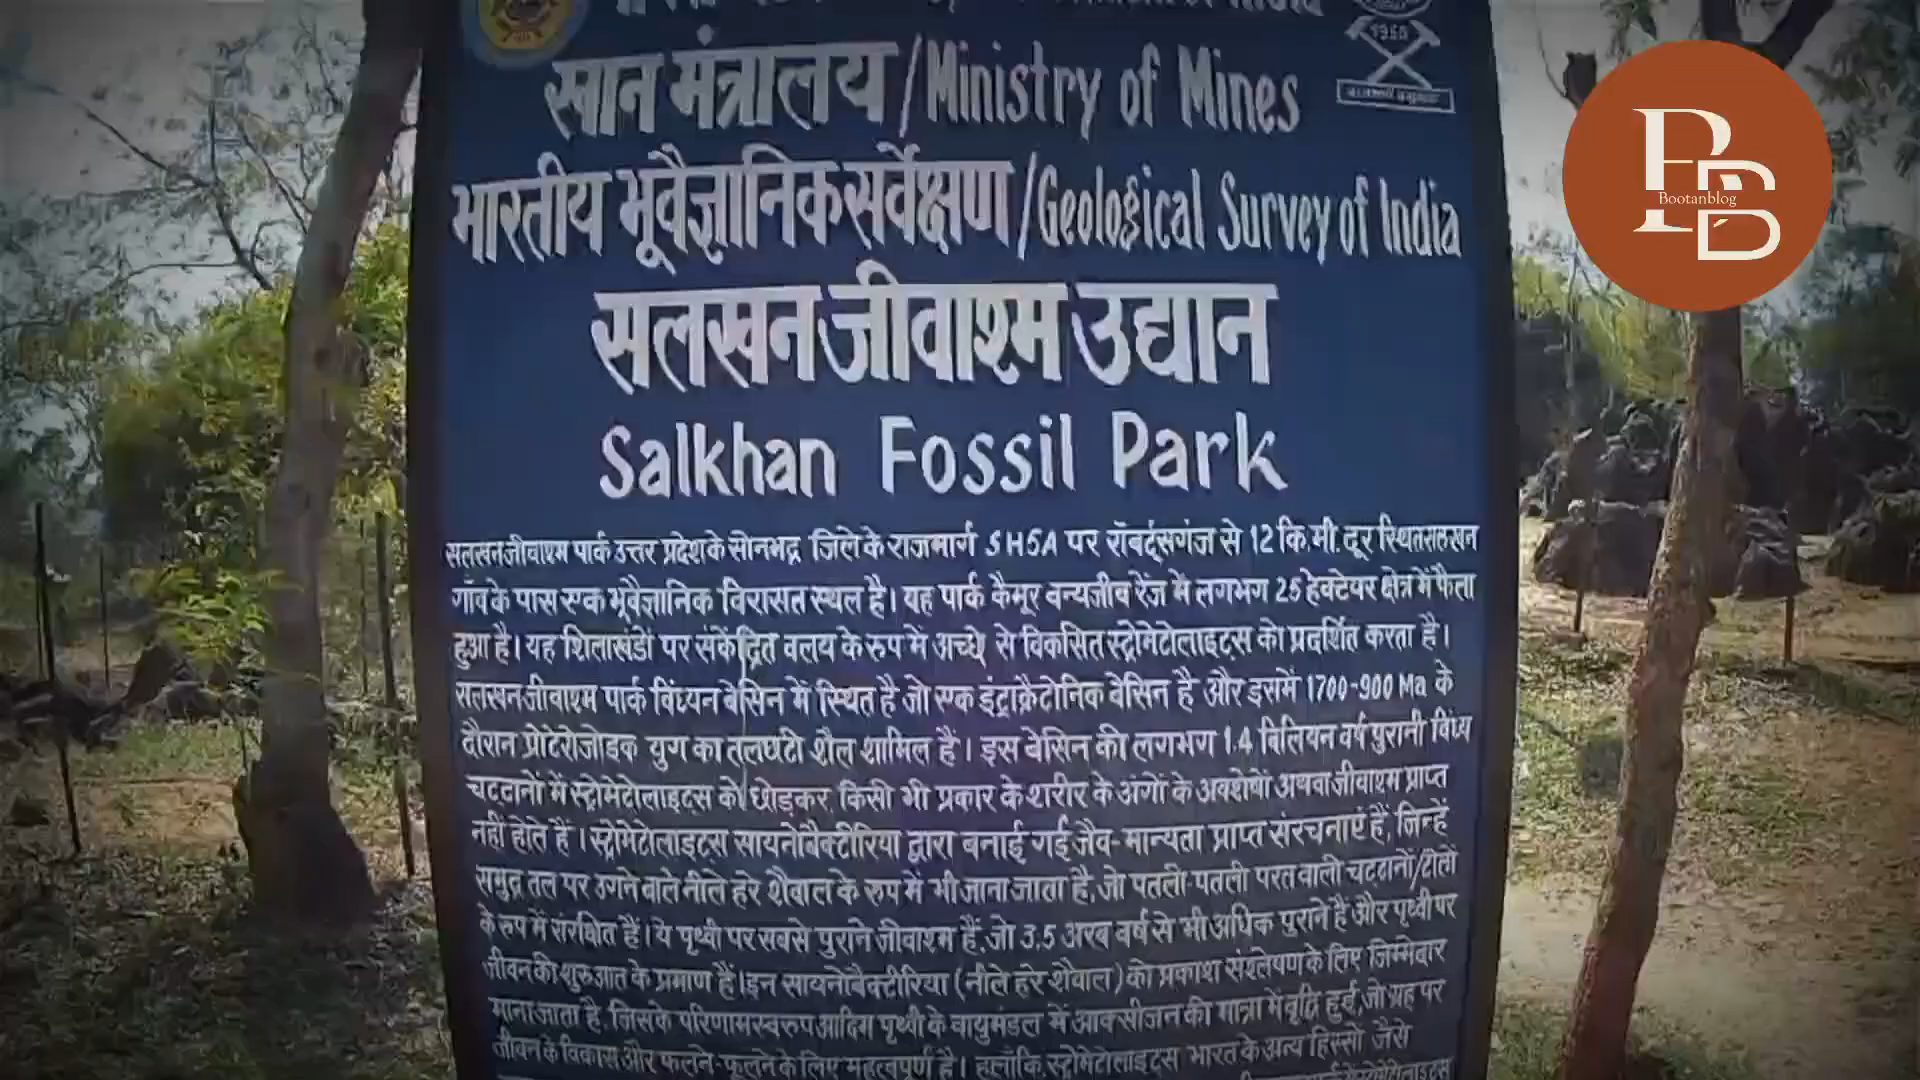 खान मंत्रालय/Ministry of Mines
1950
भारतीय भूवैज्ञानिक सर्वेक्षण/Geological Survey of India
सलखन जीवाश्म उद्यान
Salkhan Fossil Park
सलखन जीवाश्म पार्क उत्तर प्रदेश के सोनभद्र जिले के राजमार्ग SH5A पर रॉबर्ट्सगंज से 12 कि.मी. दूर स्थित सलखन
गाँव के पास एक भूवैज्ञानिक विरासत स्थल है। यह पार्क कैमूर वन्यजीव रेंज में लगभग 25 हेक्टेयर क्षेत्र में फैला
हुआ है। यह शिलाखंडों पर संकेंद्रित वलय के रुप में अच्छे से विकसित स्ट्रोमेटोलाइट्स को प्रदर्शित करता है।
सलखन जीवाश्म पार्क विंध्यन बेसिन में स्थित है जो एक इंट्राक्रैटोनिक बेसिन है और इसमें 1700-900 Ma के
दौरान प्रोटेरोजोइक युग का तलछटी शैल शामिल हैं। इस बेसिन की लगभग 1.4 बिलियन वर्ष पुरानी विंध्य
चट्टानों में स्ट्रोमेटोलाइट्स को छोड़कर, किसी भी प्रकार के शरीर के अंगों के अवशेषों अथवा जीवाश्म प्राप्त
नहीं होते हैं। स्ट्रोमेटोलाइट्स सायनोबैक्टीरिया द्वारा बनाई गई जैव-मान्यता प्राप्त संरचनाएं हैं, जिन्हें
समुद्र तल पर उगने वाले नीले हरे शैवाल के रुप में भी जाना जाता है, जो पतली-पतली परत वाली चट्टानों/टीलों
के रुप में संरक्षित हैं। ये पृथ्वी पर सबसे पुराने जीवाश्म हैं, जो 3.5 अरब वर्ष से भी अधिक पुराने हैं और पृथ्वी पर
जीवन की शुरुआत के प्रमाण हैं। इन सायनोबैक्टीरिया (नीले हरे शैवाल) को प्रकाश संश्लेषण के लिए जिम्मेदार
माना जाता है, जिसके परिणामस्वरुप आदिम पृथ्वी के वायुमंडल में आक्सीजन की मात्रा में वृद्धि हुई, जो ग्रह पर
जीवन के विकास और फलने-फूलने के लिए महत्वपूर्ण है। हलाँकि, स्ट्रोमेटोलाइट्स भारत के अन्य हिस्सों जैसे
Bootanblog